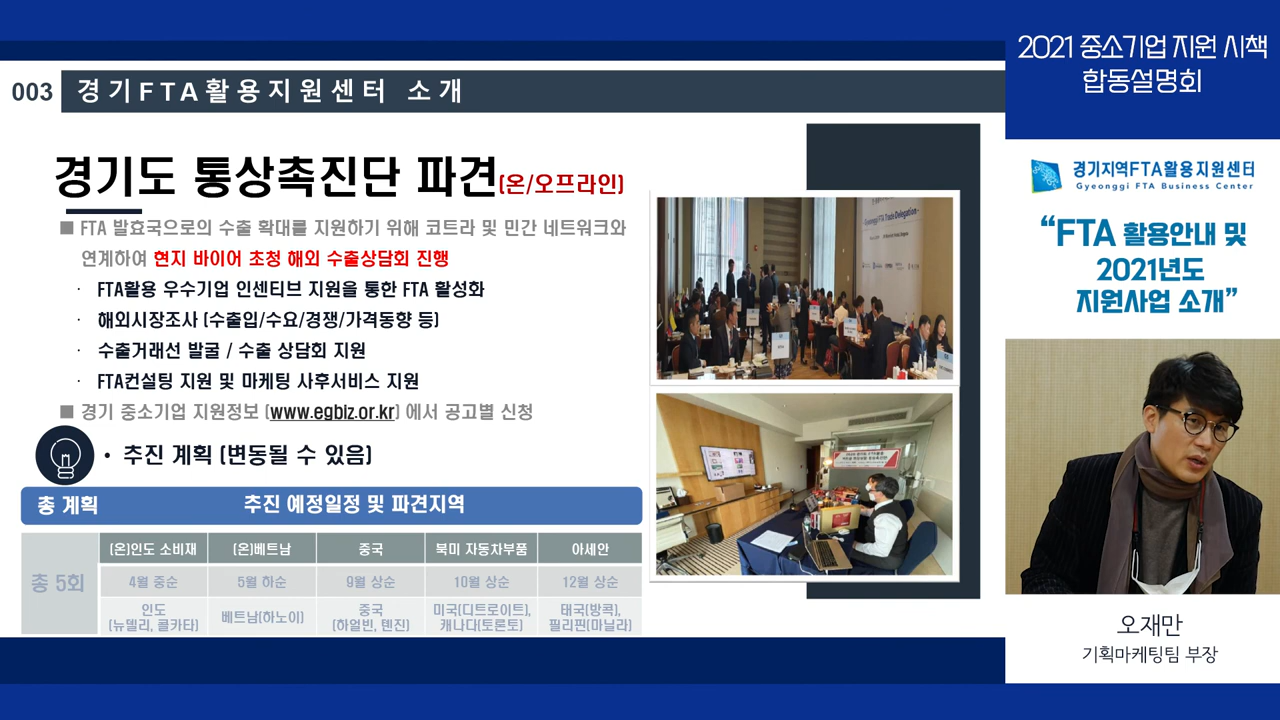 003
경기FTA활용지원센터 소개
경기도 통상촉진단 파견(온/오프라인)
■ FTA 발효국으로의 수출 확대를 지원하기 위해 코트라 및 민간 네트워크와
연계하여 현지 바이어 초청 해외 수출상담회 진행
· FTA활용 우수기업 인센티브 지원을 통한 FTA 활성화
· 해외시장조사 (수출입/수요/경쟁/가격동향 등)
· 수출거래선 발굴 / 수출 상담회 지원
· FTA컨설팅 지원 및 마케팅 사후서비스 지원
■ 경기 중소기업 지원정보 (www.egbiz.or.kr) 에서 공고별 신청
• 추진 계획 (변동될 수 있음)
총 계획 추진 예정일정 및 파견지역
총 5회
(온)인도 소비재 (온)베트남 중국 북미 자동차부품 아세안
4월 중순 5월 하순 9월 상순 10월 상순 12월 상순
인도 베트남(하노이) 중국 미국(디트로이트), 태국(방콕),
(뉴델리, 콜카타) (하얼빈, 톈진) 캐나다(토론토) 필리핀(마닐라)
Gyeonggi FTA Trade Delegation
2021 중소기업 지원 시책
합동설명회
경기지역FTA활용지원센터
Gyeonggi FTA Business Center
“FTA 활용안내 및
2021년도
지원사업 소개”
오재만
기획마케팅팀 부장